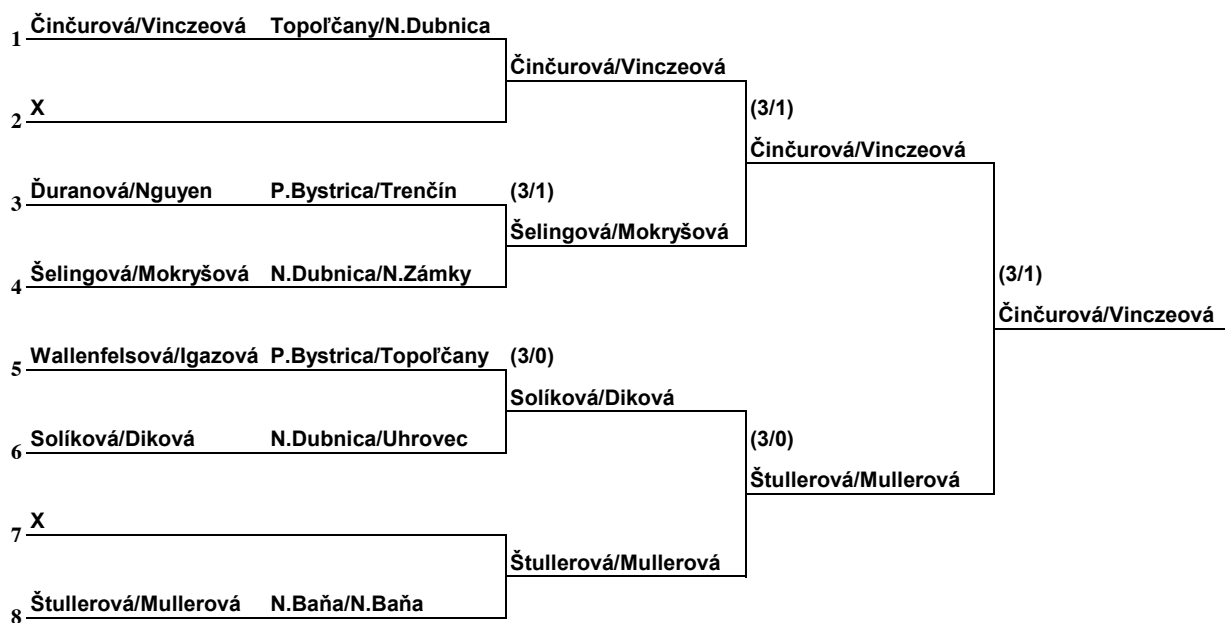 1 Činčurová/Vinczeová Topoľčany/N.Dubnica
Činčurová/Vinczeová
2 X (3/1)
Činčurová/Vinczeová
3 Ďuranová/Nguyen P.Bystrica/Trenčín (3/1)
Šelingová/Mokryšová
4 Šelingová/Mokryšová N.Dubnica/N.Zámky (3/1)
Činčurová/Vinczeová
5 Wallenfelsová/Igazová P.Bystrica/Topoľčany (3/0)
Solíková/Diková
6 Solíková/Diková N.Dubnica/Uhrovec (3/0)
Štullerová/Mullerová
7 X
Štullerová/Mullerová
8 Štullerová/Mullerová N.Baňa/N.Baňa